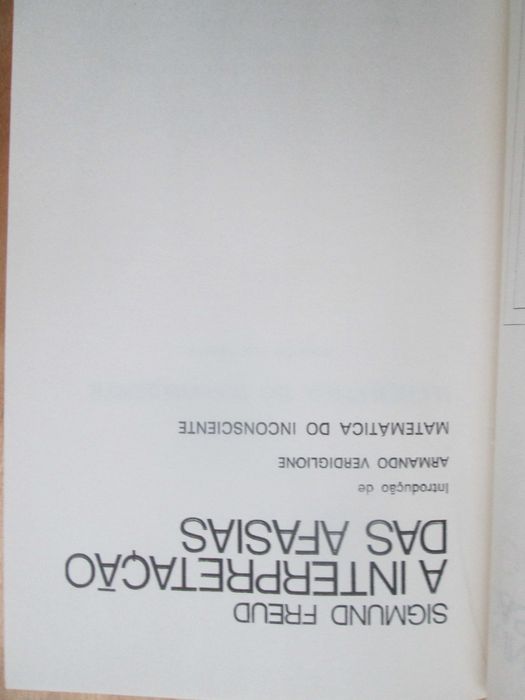 SIGMUND FREUD
A INTERPRETAÇÃO
DAS AFASIAS
Introdução de
ARMANDO VERDIGLIONE
MATEMÁTICA DO INCONSCIENTE